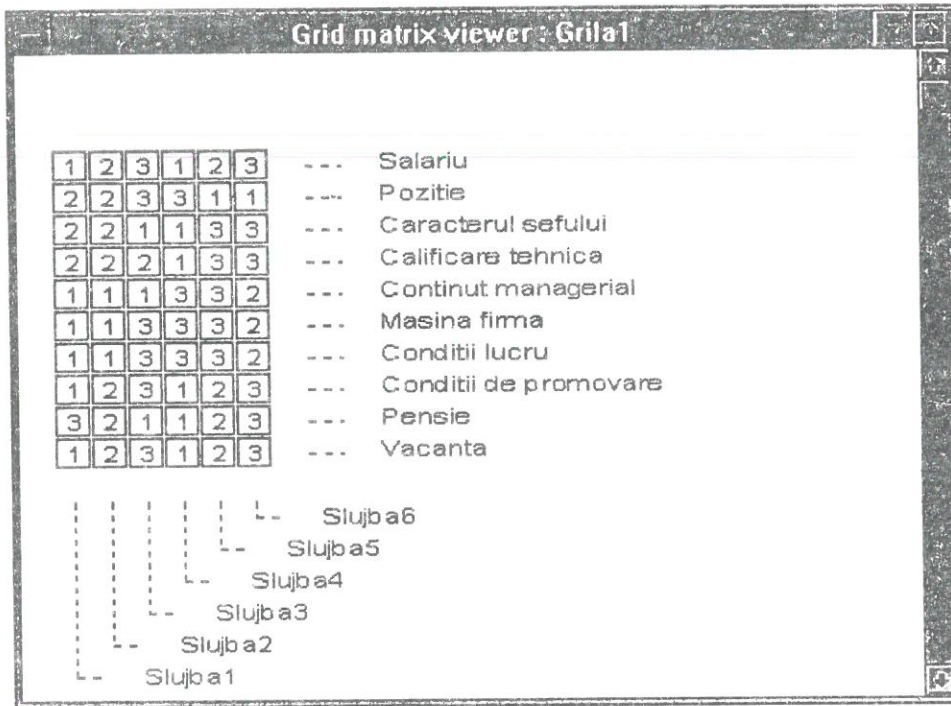 Grid matrix viewer : Grila1
1 2 3 1 2 3 --- Salariu
2 2 3 3 1 1 --- Pozitie
2 2 1 1 3 3 --- Caracterul sefului
2 2 2 1 3 3 --- Calificare tehnica
1 1 1 3 3 2 --- Continut managerial
1 1 3 3 3 2 --- Masina firma
1 1 3 3 3 2 --- Conditii lucru
1 2 3 1 2 3 --- Conditii de promovare
3 2 1 1 2 3 --- Pensie
1 2 3 1 2 3 --- Vacanta
Slujba6
Slujba5
Slujba4
Slujba3
Slujba2
Slujba1